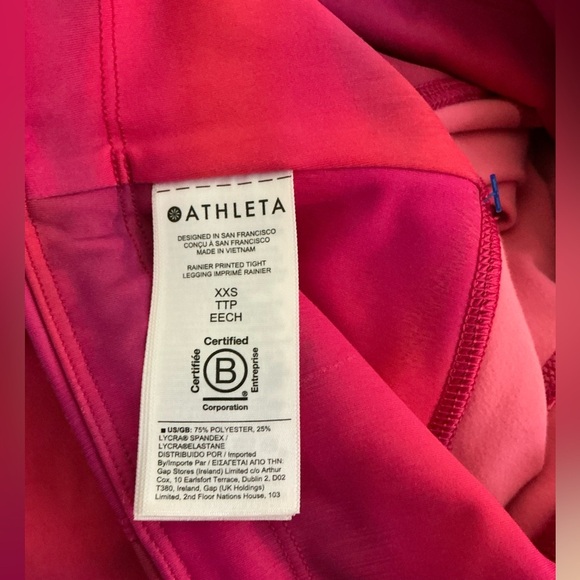 ATHLETA
DESIGNED IN SAN FRANCISCO
CONÇU À SAN FRANCISCO
MADE IN VIETNAM
RAINIER PRINTED TIGHT
LEGGING IMPRIMÉ RAINIER
XXS
TTP
EECH
Certified
Certifiée
B
Entreprise
®
Corporation
■ US/GB: 75% POLYESTER, 25%
LYCRA® SPANDEX /
LYCRA®ELASTANE
DISTRIBUIDO POR / Imported
By/Importe Par / ΕΙΣΑΓΕΤΑΙ ΑΠΟ ΤΗΝ
Gap Stores (Ireland) Limited c/o Arthur
Cox, 10 Earlsfort Terrace, Dublin 2, D02
T380, Ireland, Gap (UK Holdings)
Limited, 2nd Floor Nations House, 103